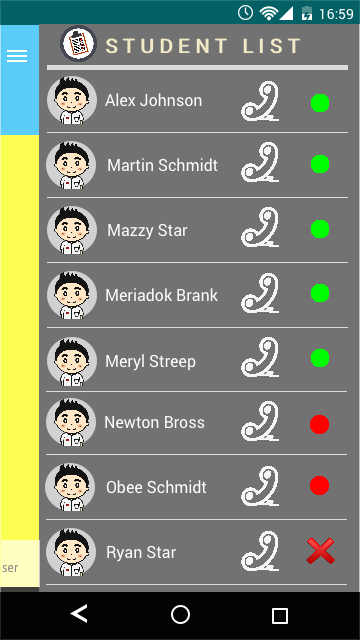 16:59
STUDENT LIST
Alex Johnson
Martin Schmidt
Mazzy Star
Meriadok Brank
Meryl Streep
Newton Bross
Obee Schmidt
Ryan Star
ser